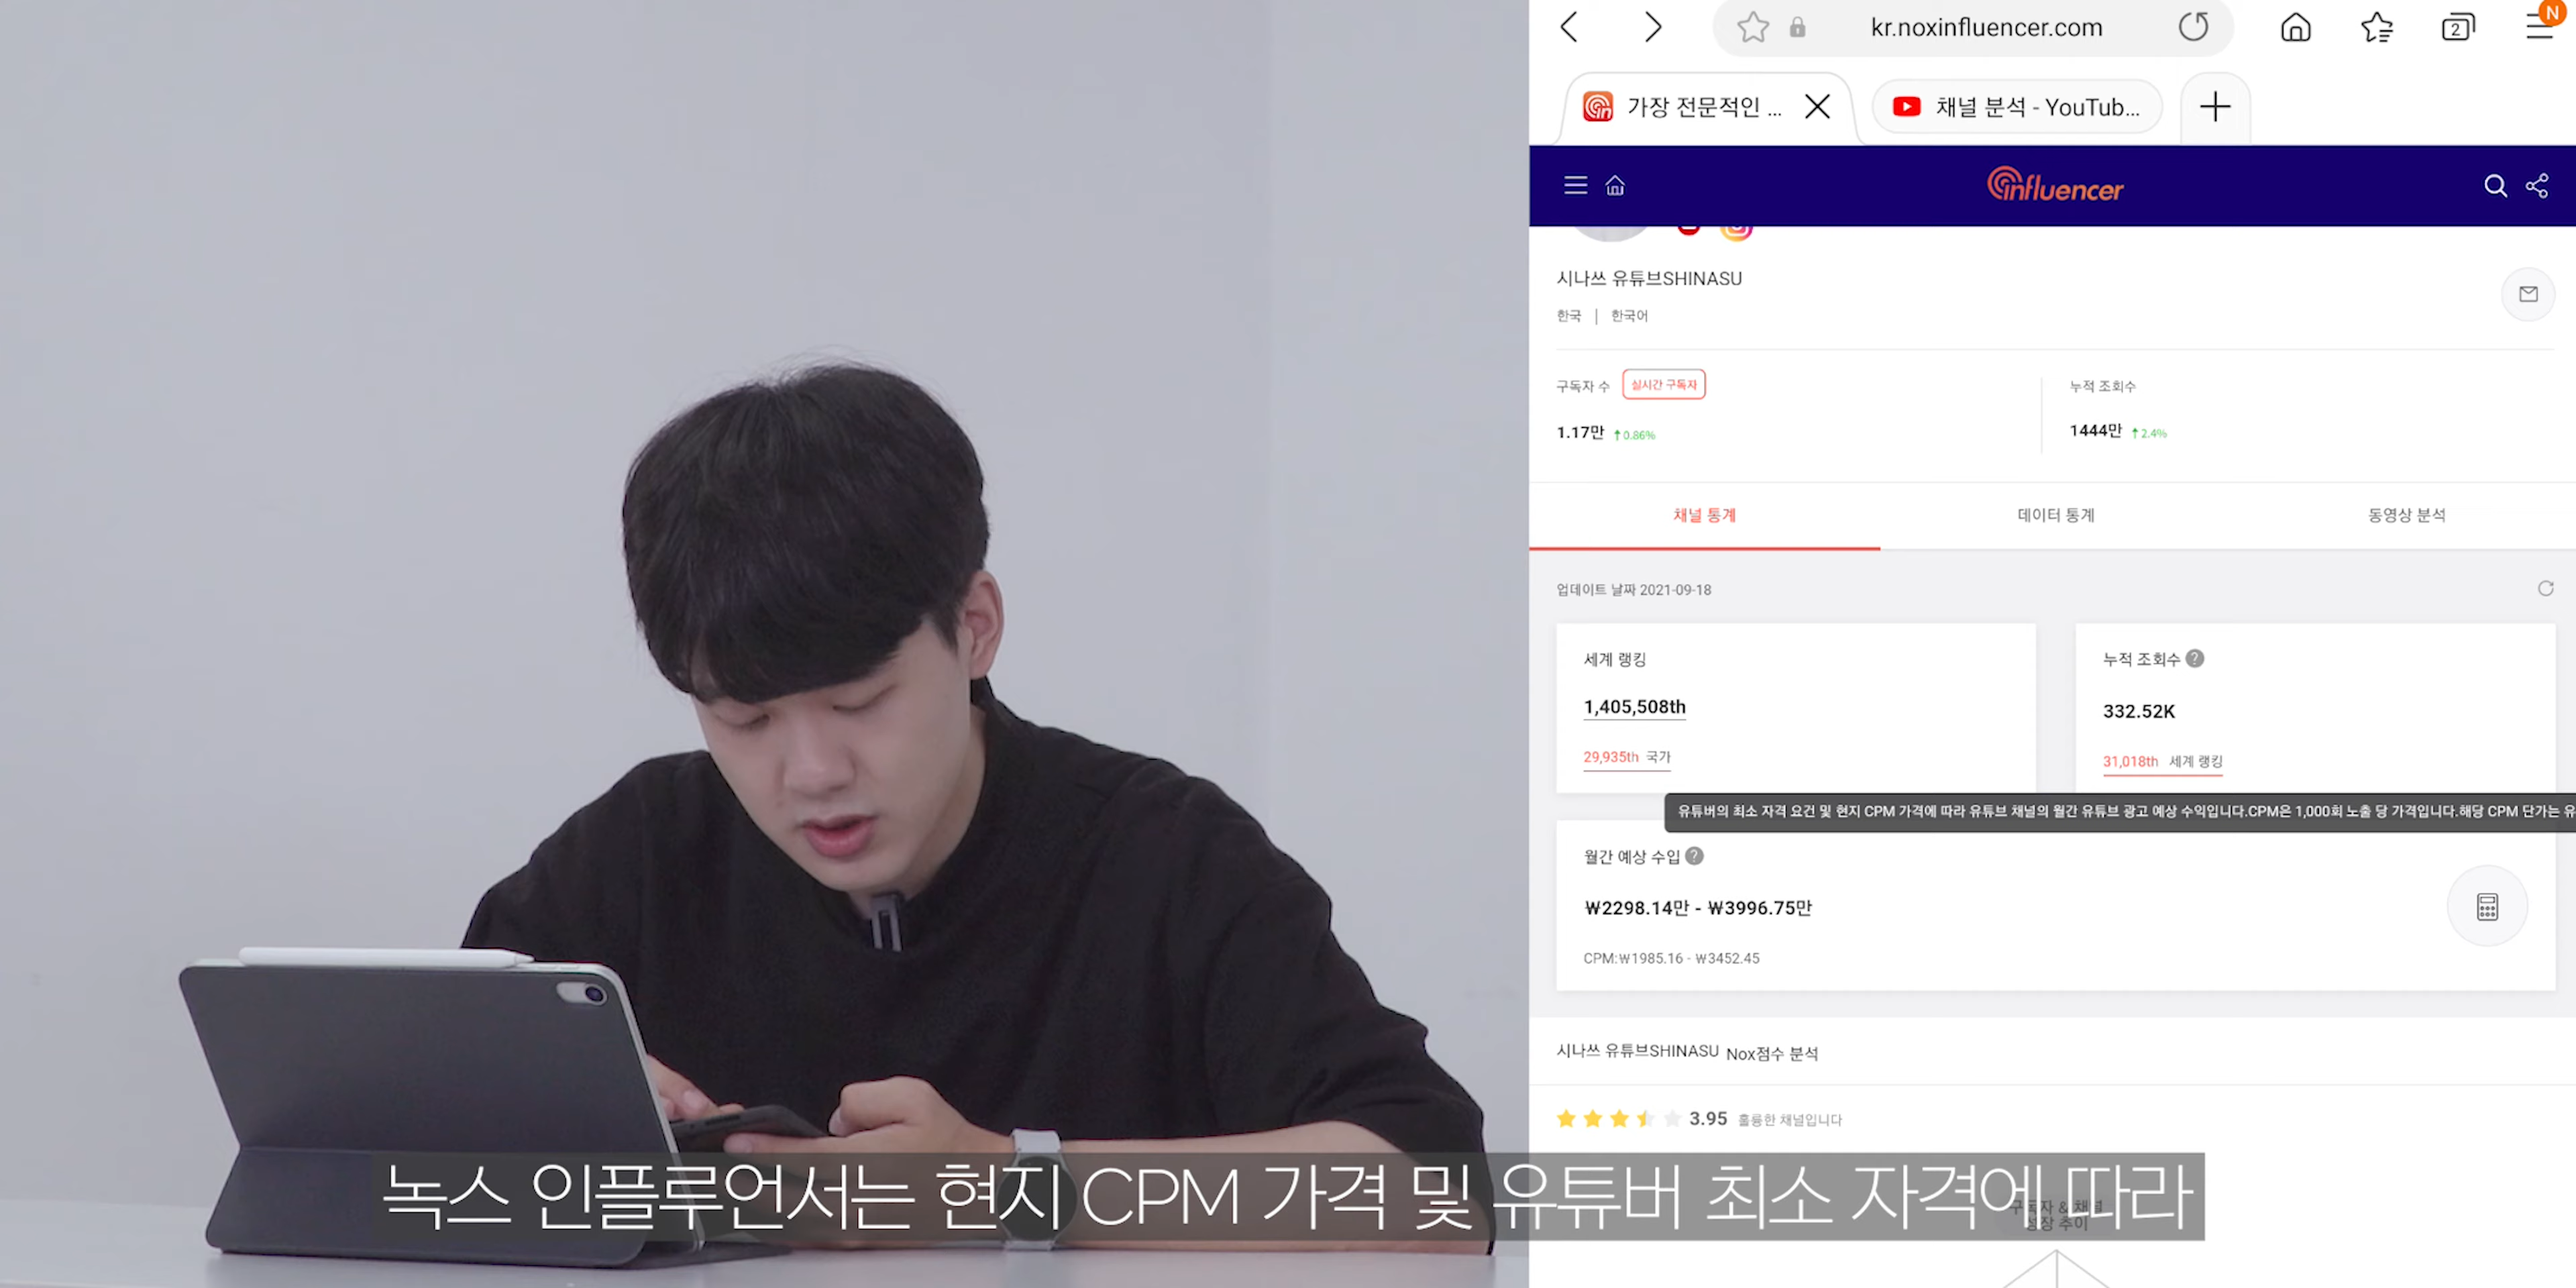 kr.noxinfluencer.com
2
N
가장 전문적인 ...
채널 분석 - YouTub...
influencer
시나쓰 유튜브SHINASU
한국 | 한국어
구독자 수 실시간 구독자
1.17만 0.86%
누적 조회수
1444만 2.4%
채널 통계
데이터 통계
동영상 분석
업데이트 날짜 2021-09-18
세계 랭킹
1,405,508th
29,935th 국가
누적 조회수 ?
332.52K
31,018th 세계 랭킹
유튜버의 최소 자격 요건 및 현지 CPM 가격에 따라 유튜브 채널의 월간 유튜브 광고 예상 수익입니다.CPM은 1,000회 노출 당 가격입니다.해당 CPM 단가는 유
월간 예상 수입 ?
₩2298.14만 - ₩3996.75만
CPM:₩1985.16 - ₩3452.45
시나쓰 유튜브SHINASU Nox점수 분석
3.95 훌륭한 채널입니다
녹스 인플루언서는 현지 CPM 가격 및 유튜버 최소 자격에 따라
구독자 & 채널
성장 추이